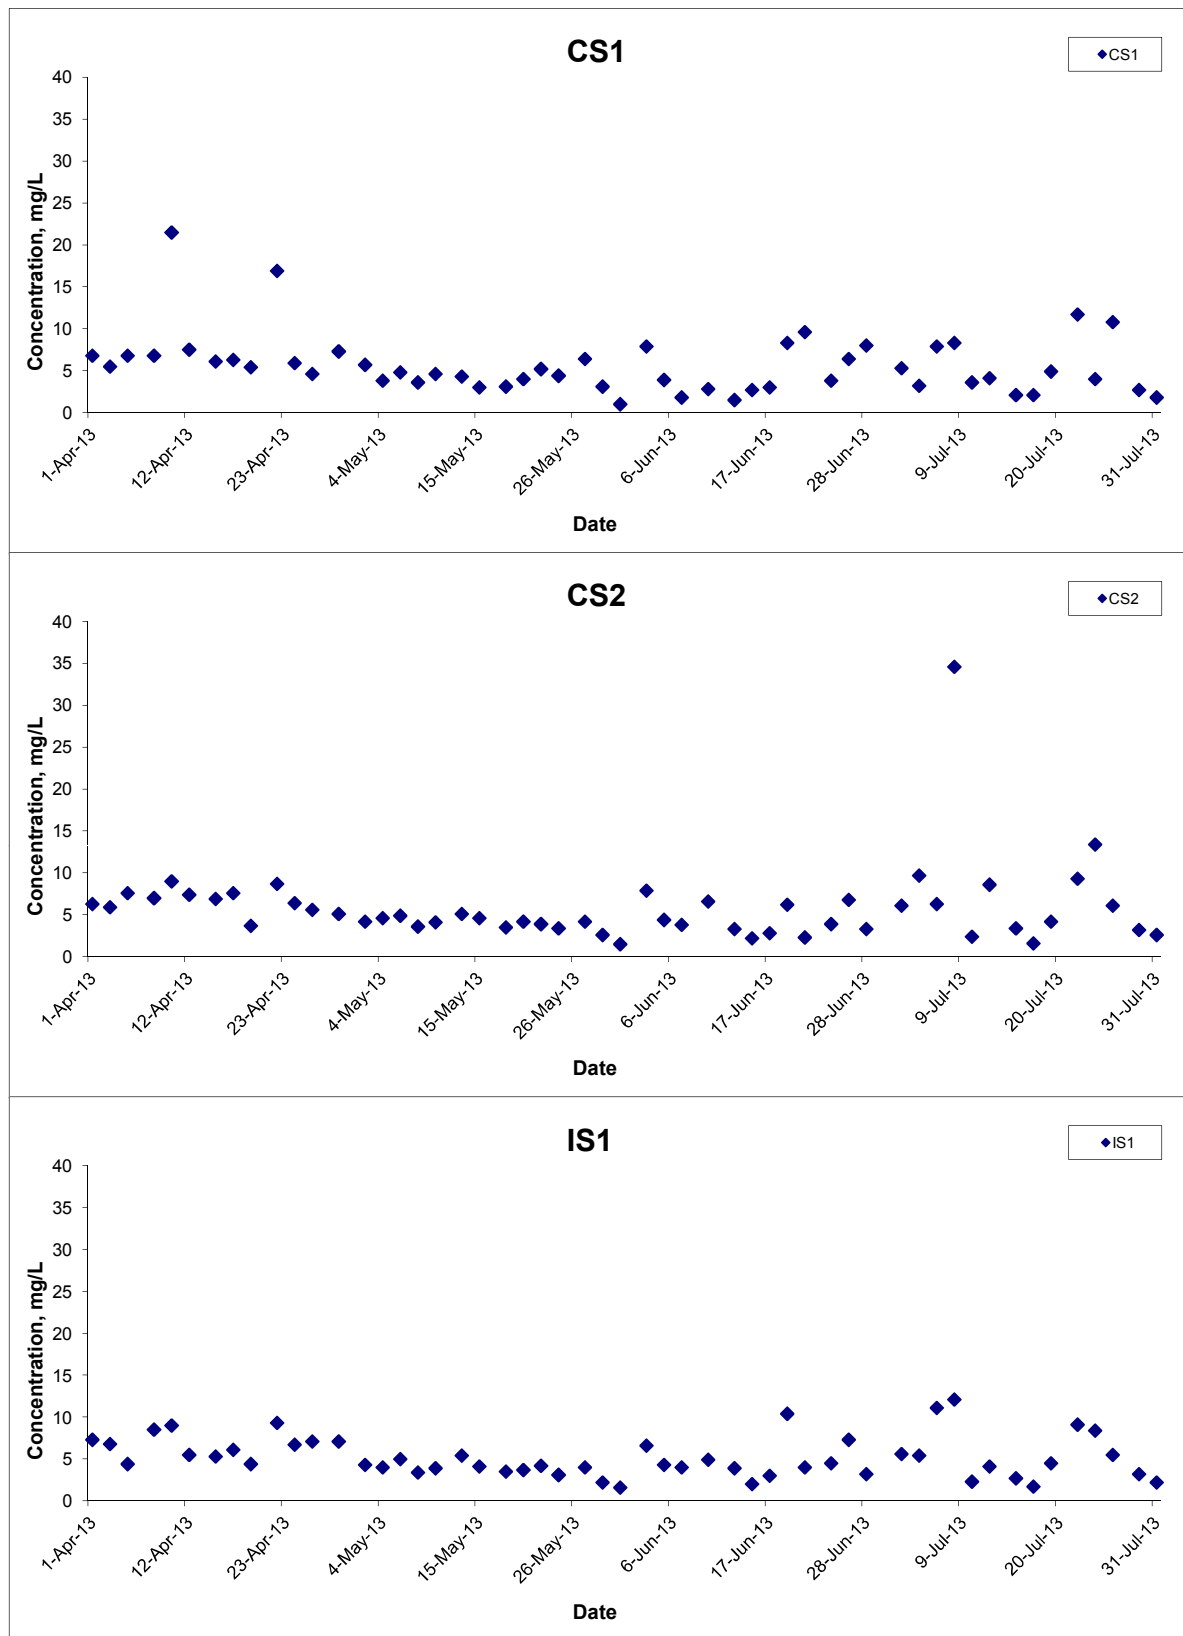 CS1
CS1
Concentration, mg/L
40
35
30
25
20
15
10
5
0
1-Apr-13
12-Apr-13
23-Apr-13
4-May-13
15-May-13
26-May-13
6-Jun-13
17-Jun-13
28-Jun-13
9-Jul-13
20-Jul-13
31-Jul-13
Date
CS2
CS2
Concentration, mg/L
40
35
30
25
20
15
10
5
0
1-Apr-13
12-Apr-13
23-Apr-13
4-May-13
15-May-13
26-May-13
6-Jun-13
17-Jun-13
28-Jun-13
9-Jul-13
20-Jul-13
31-Jul-13
Date
IS1
IS1
Concentration, mg/L
40
35
30
25
20
15
10
5
0
1-Apr-13
12-Apr-13
23-Apr-13
4-May-13
15-May-13
26-May-13
6-Jun-13
17-Jun-13
28-Jun-13
9-Jul-13
20-Jul-13
31-Jul-13
Date